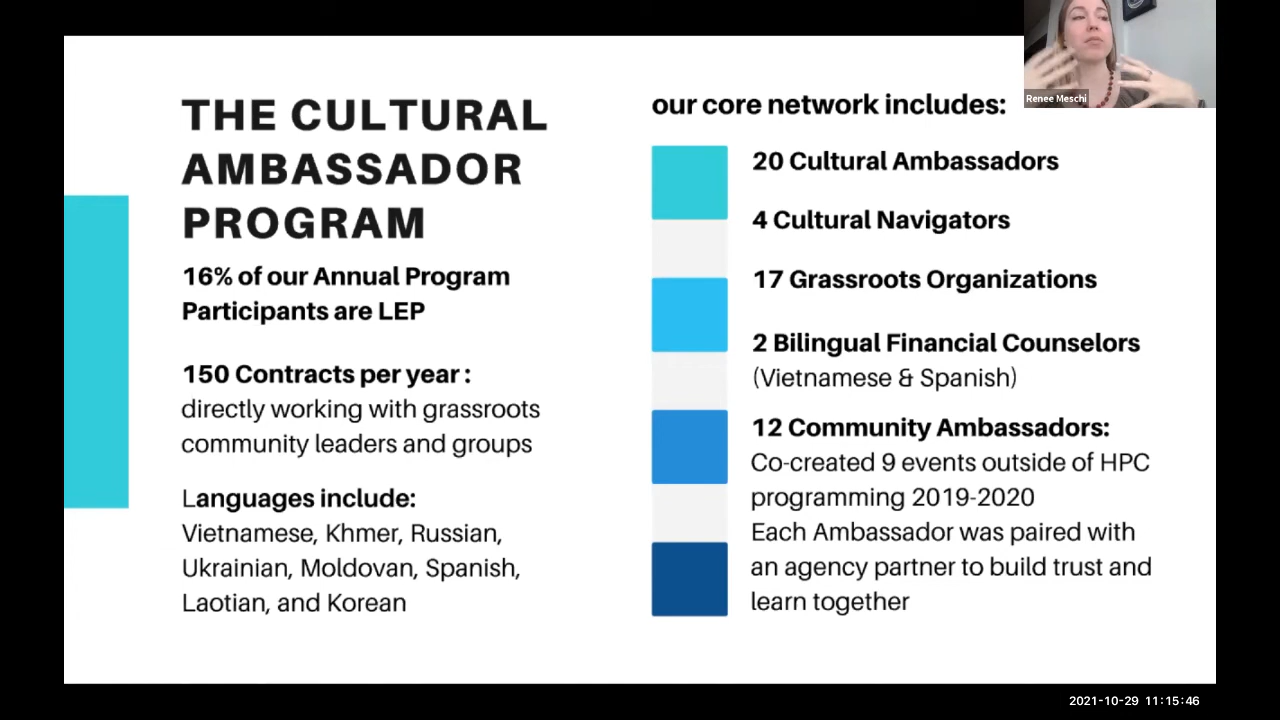 THE CULTURAL
AMBASSADOR
PROGRAM
16% of our Annual Program
Participants are LEP
150 Contracts per year :
directly working with grassroots
community leaders and groups
Languages include:
Vietnamese, Khmer, Russian,
Ukrainian, Moldovan, Spanish,
Laotian, and Korean
our core network includes:
20 Cultural Ambassadors
4 Cultural Navigators
17 Grassroots Organizations
2 Bilingual Financial Counselors
(Vietnamese & Spanish)
12 Community Ambassadors:
Co-created 9 events outside of HPC
programming 2019-2020
Each Ambassador was paired with
an agency partner to build trust and
learn together
Renee Meschi
2021-10-29 11:15:46